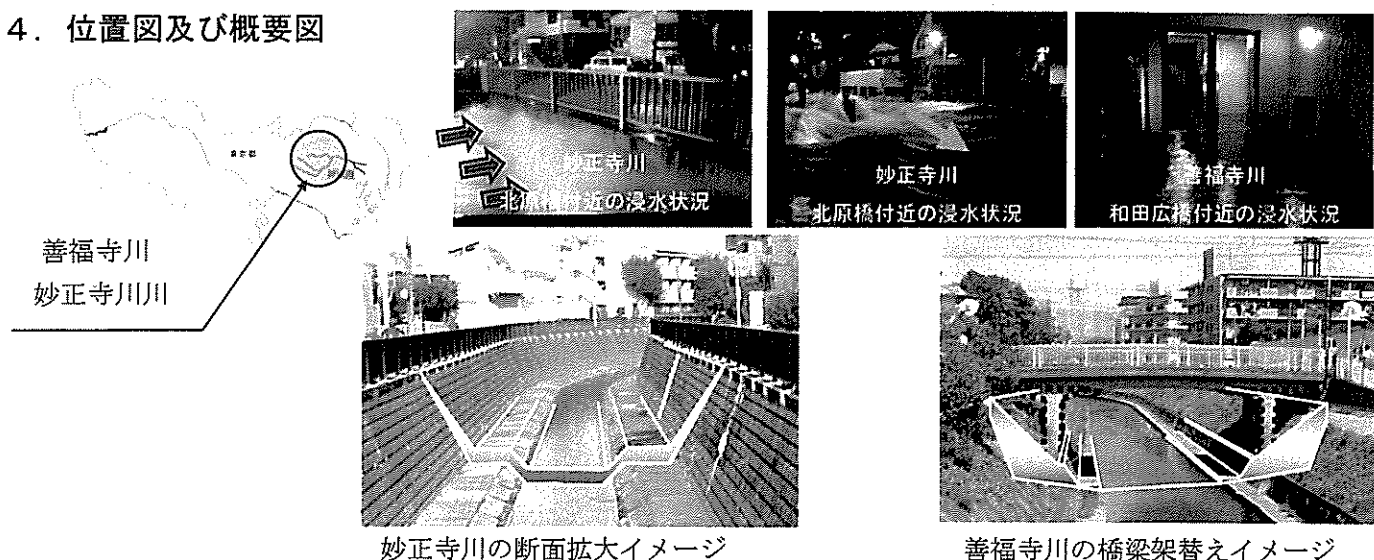 4．位置図及び概要図
東京都
善福寺川
妙正寺川川
妙正寺川
北原橋付近の浸水状況
妙正寺川
北原橋付近の浸水状況
善福寺川
和田広橋付近の浸水状況
妙正寺川の断面拡大イメージ
善福寺川の橋梁架替えイメージ